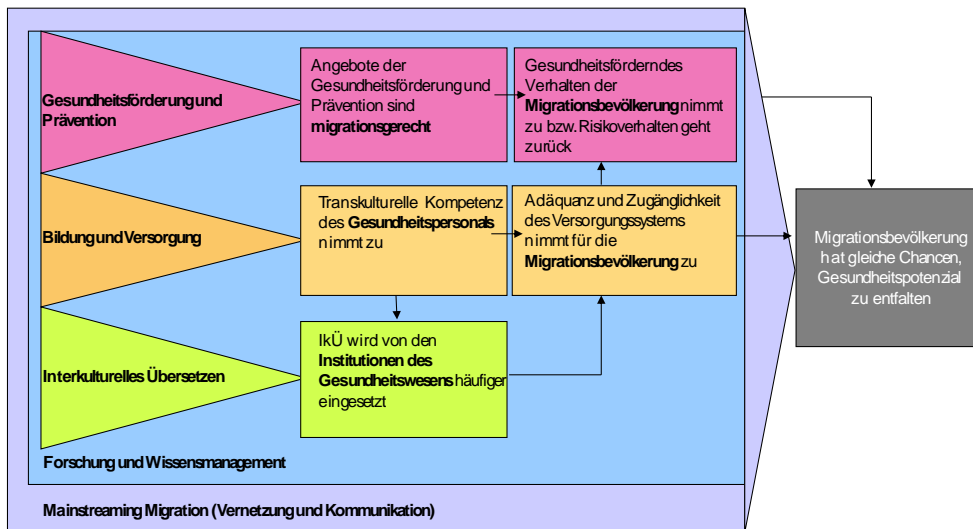 Gesundheitsförderung und
Prävention
Angebote der
Gesundheitsförderung und
Prävention sind
migrationsgerecht
Gesundheitsförderndes
Verhalten der
Migrationsbevölkerung nimmt
zu bzw. Risikoverhalten geht
zurück
Bildung und Versorgung
Transkulturelle Kompetenz
des Gesundheitspersonals
nimmt zu
Adäquanz und Zugänglichkeit
des Versorgungssystems
nimmt für die
Migrationsbevölkerung zu
Migrationsbevölkerung
hat gleiche Chancen,
Gesundheitspotenzial
zu entfalten
Interkulturelles Übersetzen
IkÜ wird von den
Institutionen des
Gesundheitswesens häufiger
eingesetzt
Forschung und Wissensmanagement
Mainstreaming Migration (Vernetzung und Kommunikation)